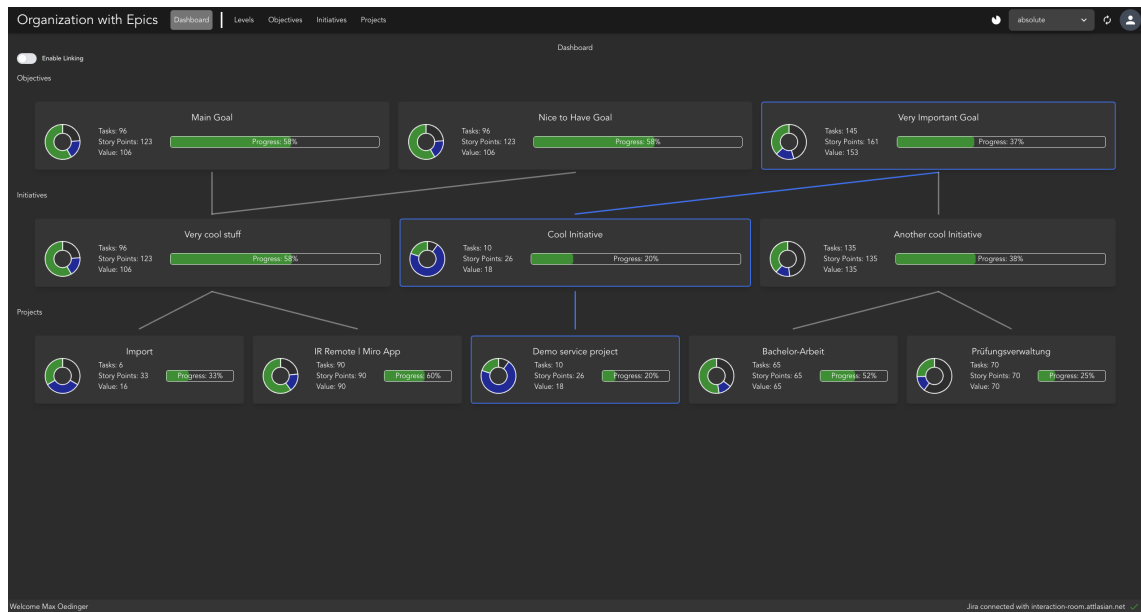 Organization with Epics Dashboard Levels Objectives Initiatives Projects absolute
Dashboard
Enable Linking
Objectives
Main Goal
Tasks: 96
Story Points: 123
Value: 106
Progress: 58%
Nice to Have Goal
Tasks: 96
Story Points: 123
Value: 106
Progress: 58%
Very Important Goal
Tasks: 145
Story Points: 161
Value: 153
Progress: 37%
Initiatives
Very cool stuff
Tasks: 96
Story Points: 123
Value: 106
Progress: 58%
Cool Initiative
Tasks: 10
Story Points: 26
Value: 18
Progress: 20%
Another cool Initiative
Tasks: 135
Story Points: 135
Value: 135
Progress: 38%
Projects
Import
Tasks: 6
Story Points: 33
Value: 16
Progress: 33%
IR Remote | Miro App
Tasks: 90
Story Points: 90
Value: 90
Progress: 60%
Demo service project
Tasks: 10
Story Points: 26
Value: 18
Progress: 20%
Bachelor-Arbeit
Tasks: 65
Story Points: 65
Value: 65
Progress: 52%
Prüfungsverwaltung
Tasks: 70
Story Points: 70
Value: 70
Progress: 25%
Welcome Max Oedinger
Jira connected with interaction-room.attlasian.net